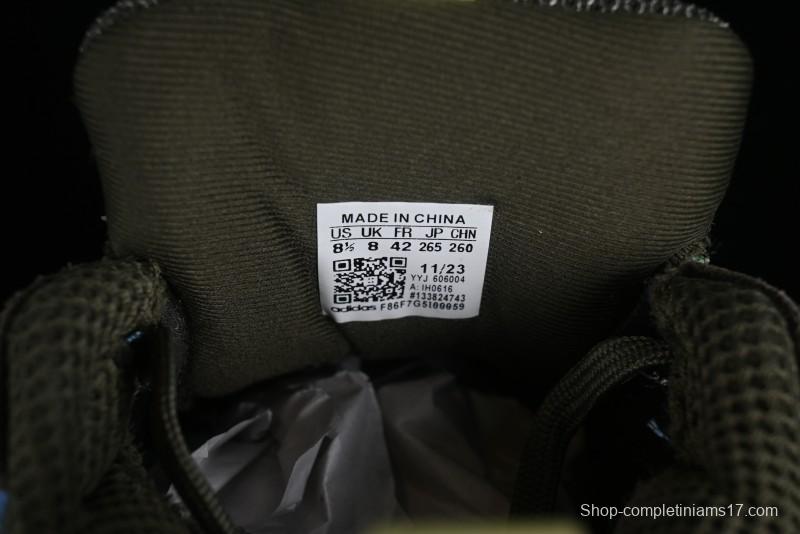 MADE IN CHINA
US UK FR JP CHN
8½ 8 42 265 260
11/23
YYJ 606004
A: IH0616
#133824743
adidas F86F7G5I00059
Shop-completiniams17.com